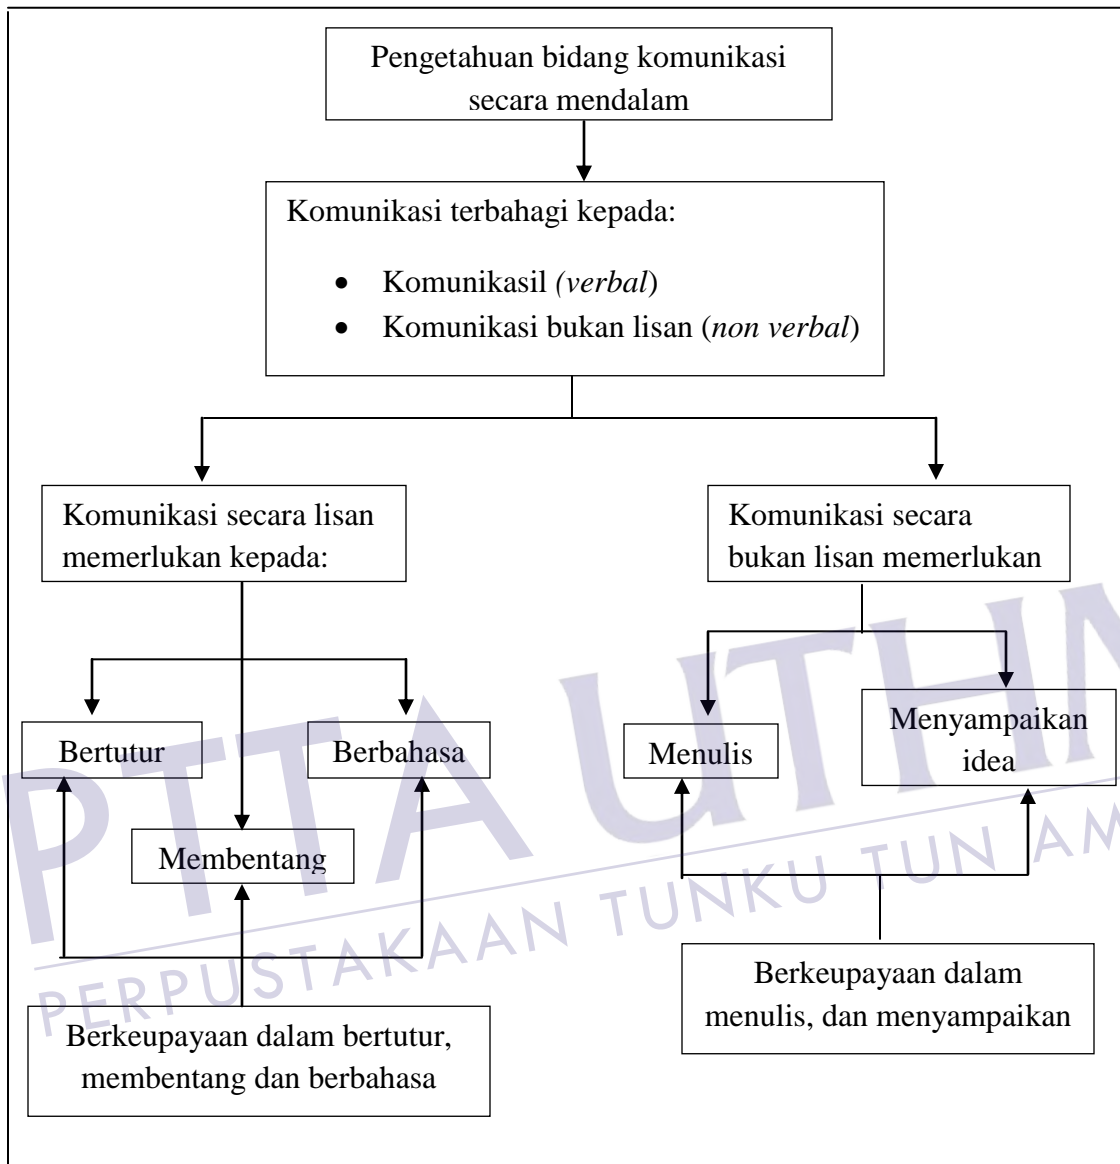 Pengetahuan bidang komunikasi
secara mendalam
Komunikasi terbahagi kepada:
• Komunikasil (verbal)
• Komunikasi bukan lisan (non verbal)
Komunikasi secara lisan
memerlukan kepada:
Komunikasi secara
bukan lisan memerlukan
Bertutur
Berbahasa
Membentang
Menulis
Menyampaikan
idea
Berkeupayaan dalam bertutur,
membentang dan berbahasa
Berkeupayaan dalam
menulis, dan menyampaikan
PTTA UTHM
PERPUSTAKAAN TUNKU TUN AM